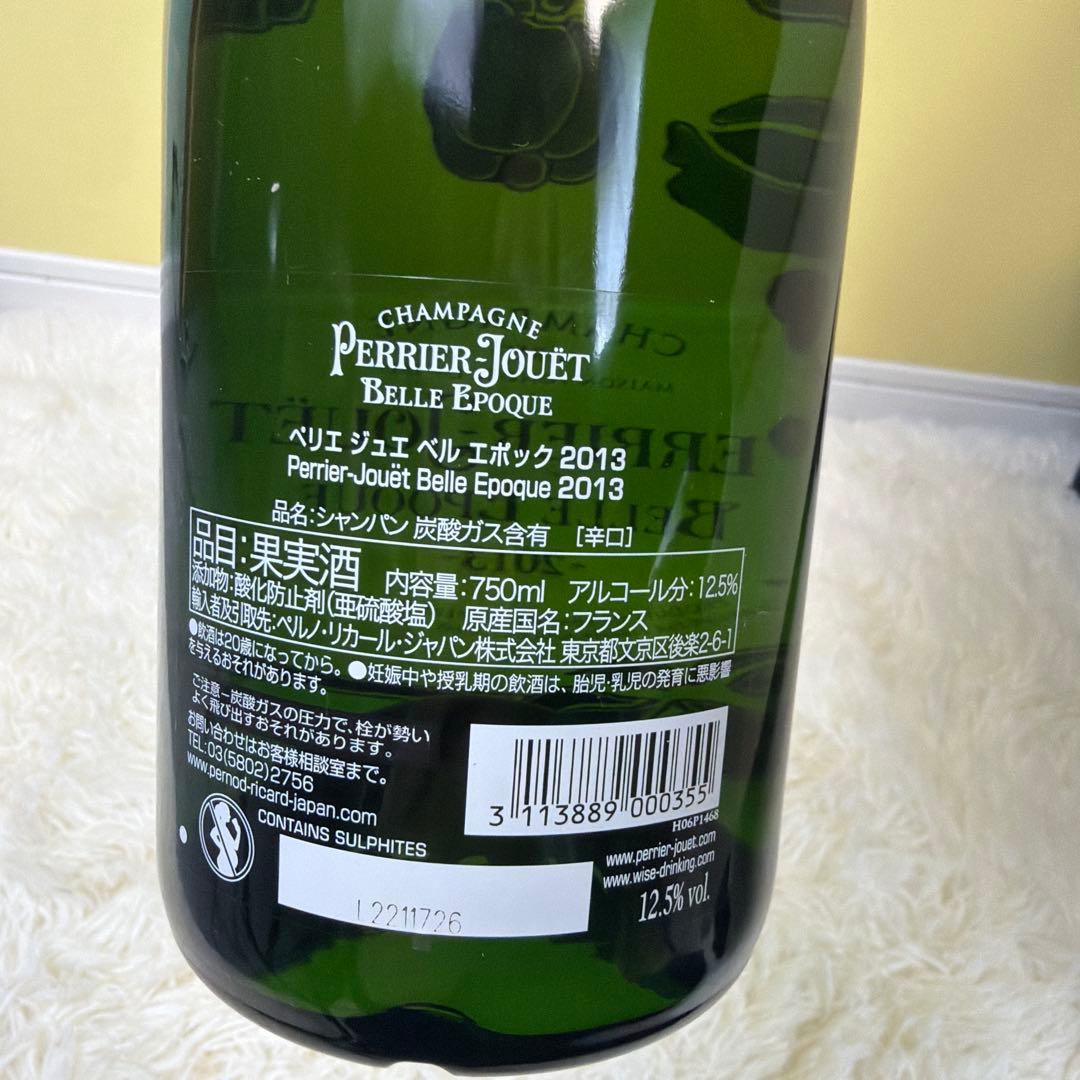 CHAMPAGNE
PERRIER-JOUËT
BELLE EPOQUE
ペリエ ジュエ ベル エポック 2013
Perrier-Jouët Belle Epoque 2013
品名:シャンパン 炭酸ガス含有 [辛口]
品目:果実酒 内容量:750ml アルコール分:12.5%
添加物:酸化防止剤(亜硫酸塩) 原産国名:フランス
輸入者及引取先:ペルノ・リカール・ジャパン株式会社 東京都文京区後楽2-6-1
●飲酒は20歳になってから。●妊娠中や授乳期の飲酒は、胎児・乳児の発育に悪影響
を与えるおそれがあります。
ご注意ー炭酸ガスの圧力で、栓が勢い
よく飛び出すおそれがあります。
お問い合わせはお客様相談室まで。
TEL:03(5802)2756
www.pernod-ricard-japan.com
CONTAINS SULPHITES
3 113889 000355
H06P1468
www.perrier-jouet.com
www.wise-drinking.com
12.5% vol.
L2211726
CHAMPAGNE
MAISON
PERRIER-JOUËT
BELLE EPOQUE
2013